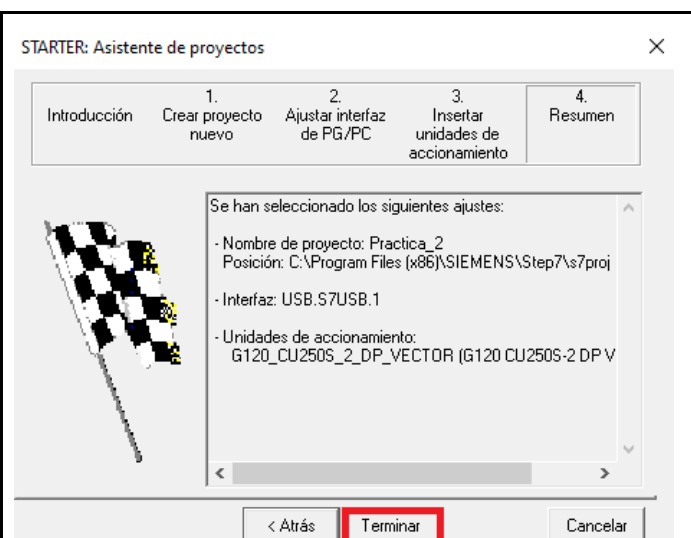 STARTER: Asistente de proyectos
Introducción
1.
Crear proyecto
nuevo
2.
Ajustar interfaz
de PG/PC
3.
Insertar
unidades de
accionamiento
4.
Resumen
Se han seleccionado los siguientes ajustes:
- Nombre de proyecto: Practica_2
Posición: C:\Program Files (x86)\SIEMENS\Step7\s7proj
- Interfaz: USB.S7USB.1
- Unidades de accionamiento:
G120_CU250S_2_DP_VECTOR (G120 CU250S-2 DP V
< Atrás
Terminar
Cancelar